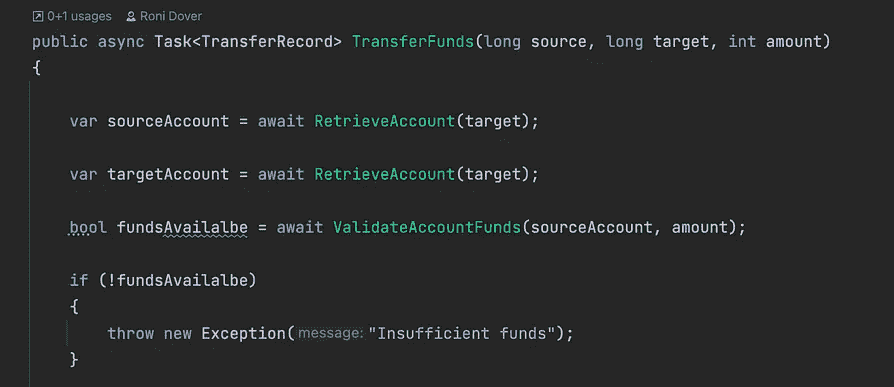 0+1 usages Roni Dover
public async Task<TransferRecord> TransferFunds(long source, long target, int amount)
{
var sourceAccount = await RetrieveAccount(target);
var targetAccount = await RetrieveAccount(target);
bool fundsAvailalbe = await ValidateAccountFunds(sourceAccount, amount);
if (!fundsAvailalbe)
{
throw new Exception( message: "Insufficient funds");
}